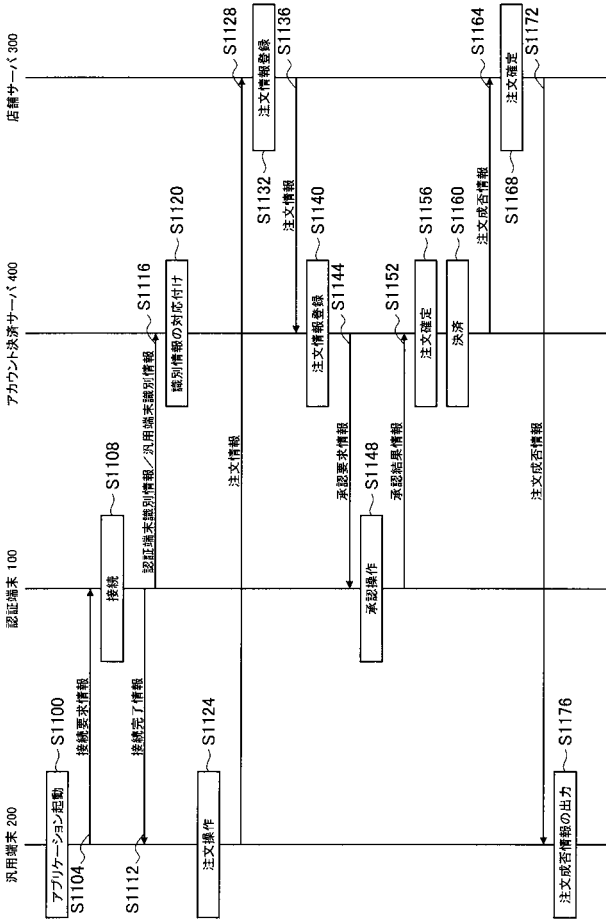 汎用端末 200
認証端末 100
アカウント決済サーバ 400
店舗サーバ 300
アプリケーション起動
S1100
S1104
接続要求情報
接続
S1108
S1112
接続完了情報
認証端末識別情報／汎用端末識別情報
S1116
識別情報の対応付け
S1120
注文操作
S1124
注文情報
S1128
注文情報登録
S1132
注文情報
S1136
注文情報登録
S1140
承認要求情報
S1144
承認操作
S1148
承認結果情報
S1152
注文確定
S1156
決済
S1160
注文成否情報
S1164
注文確定
S1168
注文成否情報
S1172
注文成否情報の出力
S1176